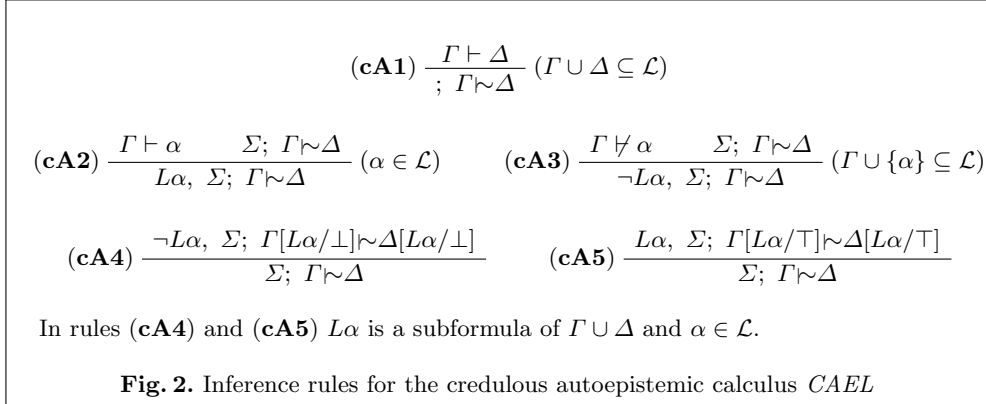 (cA1) Γ ⊢ Δ / ; Γ |~ Δ (Γ ∪ Δ ⊆ ℒ)
(cA2) Γ ⊢ α Σ; Γ |~ Δ / Lα, Σ; Γ |~ Δ (α ∈ ℒ) (cA3) Γ ⊬ α Σ; Γ |~ Δ / ¬Lα, Σ; Γ |~ Δ (Γ ∪ {α} ⊆ ℒ)
(cA4) ¬Lα, Σ; Γ[Lα/⊥] |~ Δ[Lα/⊥] / Σ; Γ |~ Δ (cA5) Lα, Σ; Γ[Lα/⊤] |~ Δ[Lα/⊤] / Σ; Γ |~ Δ
In rules (cA4) and (cA5) Lα is a subformula of Γ ∪ Δ and α ∈ ℒ.
Fig. 2. Inference rules for the credulous autoepistemic calculus CAEL